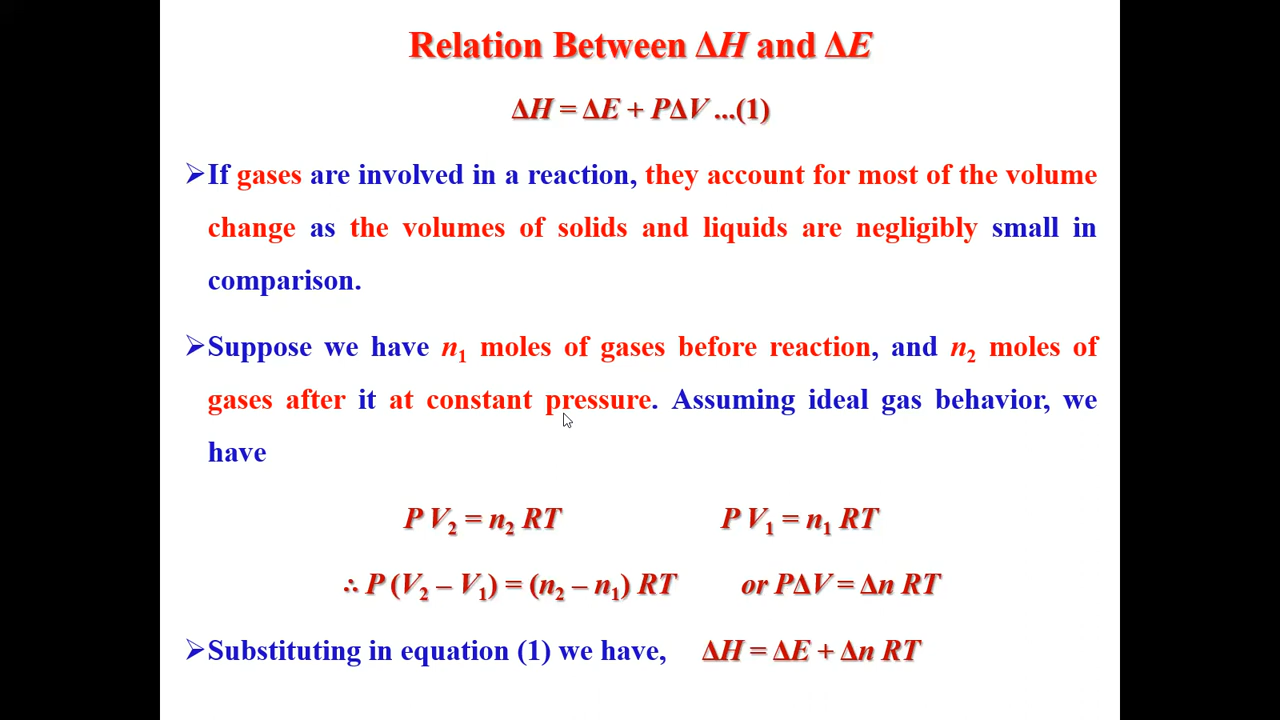 Relation Between ΔH and ΔE
ΔH = ΔE + PΔV ...(1)
➢If gases are involved in a reaction, they account for most of the volume
change as the volumes of solids and liquids are negligibly small in
comparison.
➢Suppose we have n₁ moles of gases before reaction, and n₂ moles of
gases after it at constant pressure. Assuming ideal gas behavior, we
have
P V₂ = n₂ RT P V₁ = n₁ RT
∴ P (V₂ – V₁) = (n₂ – n₁) RT or PΔV = Δn RT
➢Substituting in equation (1) we have, ΔH = ΔE + Δn RT